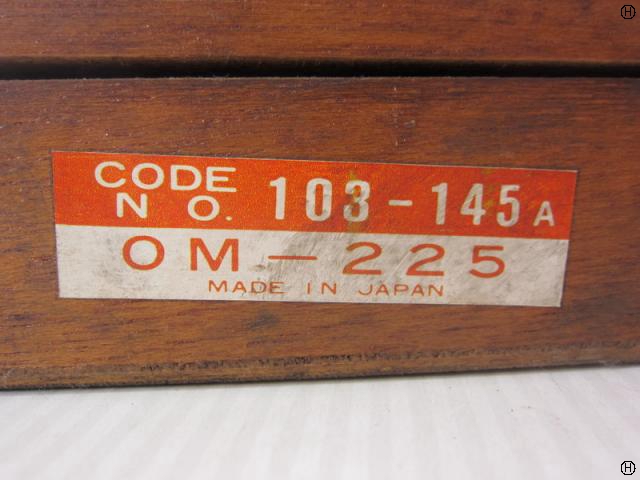 CODE NO. 103-145A
OM-225
MADE IN JAPAN
H
H